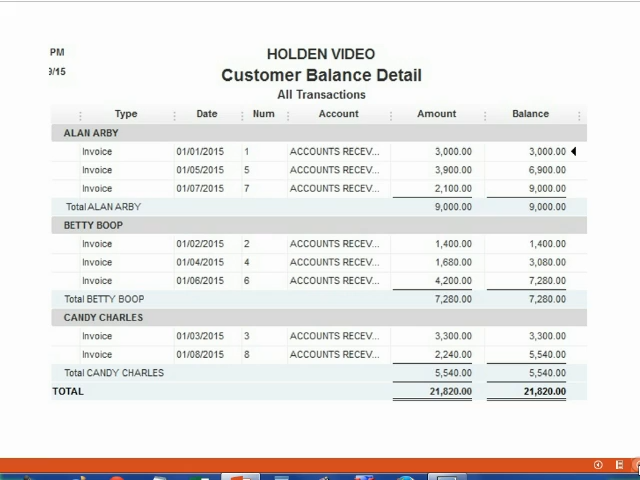 PM
HOLDEN VIDEO
9/15
Customer Balance Detail
All Transactions
Type Date Num Account Amount Balance
ALAN ARBY
Invoice 01/01/2015 1 ACCOUNTS RECEV... 3,000.00 3,000.00
Invoice 01/05/2015 5 ACCOUNTS RECEV... 3,900.00 6,900.00
Invoice 01/07/2015 7 ACCOUNTS RECEV... 2,100.00 9,000.00
Total ALAN ARBY 9,000.00 9,000.00
BETTY BOOP
Invoice 01/02/2015 2 ACCOUNTS RECEV... 1,400.00 1,400.00
Invoice 01/04/2015 4 ACCOUNTS RECEV... 1,680.00 3,080.00
Invoice 01/06/2015 6 ACCOUNTS RECEV... 4,200.00 7,280.00
Total BETTY BOOP 7,280.00 7,280.00
CANDY CHARLES
Invoice 01/03/2015 3 ACCOUNTS RECEV... 3,300.00 3,300.00
Invoice 01/08/2015 8 ACCOUNTS RECEV... 2,240.00 5,540.00
Total CANDY CHARLES 5,540.00 5,540.00
TOTAL 21,820.00 21,820.00